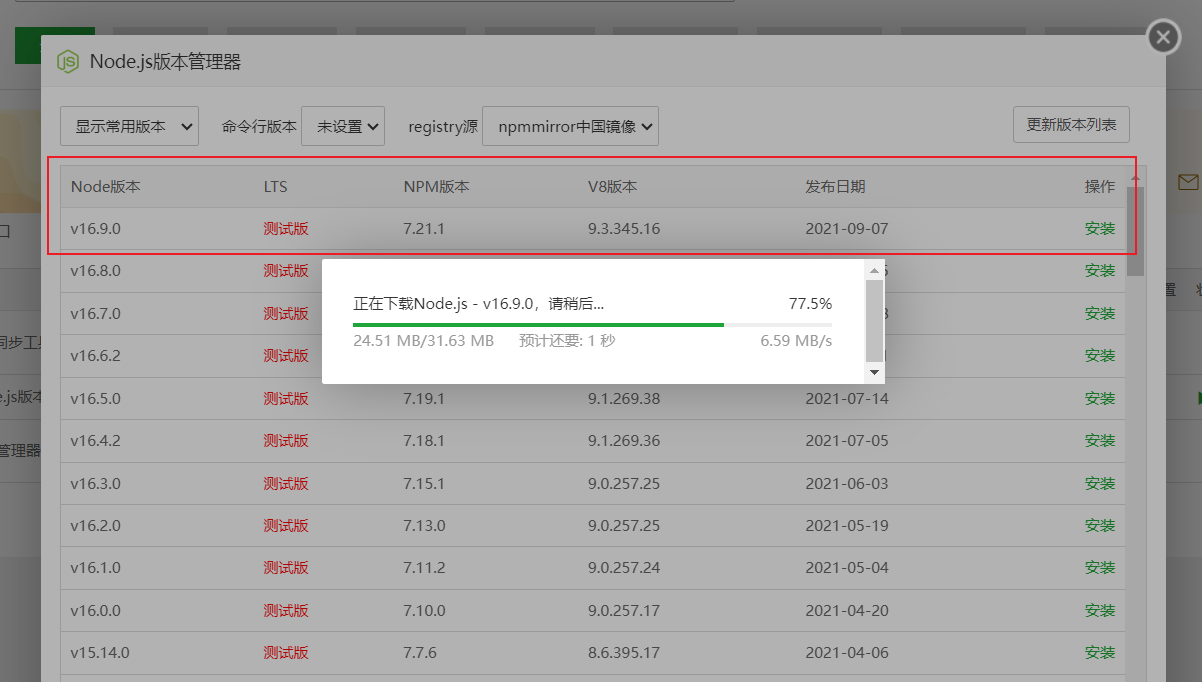 Node.js版本管理器
显示常用版本 命令行版本 未设置 registry源 npmmirror中国镜像 更新版本列表
Node版本 LTS NPM版本 V8版本 发布日期 操作
v16.9.0 测试版 7.21.1 9.3.345.16 2021-09-07 安装
口
v16.8.0 测试版 5 安装
正在下载Node.js - v16.9.0，请稍后... 77.5%
24.51 MB/31.63 MB 预计还要: 1 秒 6.59 MB/s
置
v16.7.0 测试版 安装
同步工具
v16.6.2 测试版 安装
e.js版本
v16.5.0 测试版 7.19.1 9.1.269.38 2021-07-14 安装
v16.4.2 测试版 7.18.1 9.1.269.36 2021-07-05 安装
管理器
v16.3.0 测试版 7.15.1 9.0.257.25 2021-06-03 安装
v16.2.0 测试版 7.13.0 9.0.257.25 2021-05-19 安装
v16.1.0 测试版 7.11.2 9.0.257.24 2021-05-04 安装
v16.0.0 测试版 7.10.0 9.0.257.17 2021-04-20 安装
v15.14.0 测试版 7.7.6 8.6.395.17 2021-04-06 安装